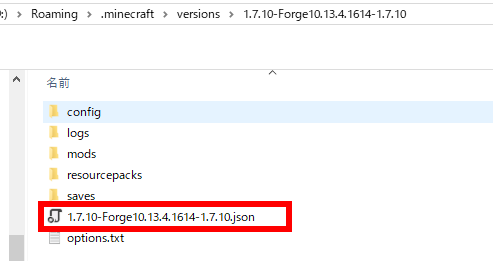 :) › Roaming › .minecraft › versions › 1.7.10-Forge10.13.4.1614-1.7.10
名前
config
logs
mods
resourcepacks
saves
1.7.10-Forge10.13.4.1614-1.7.10.json
options.txt